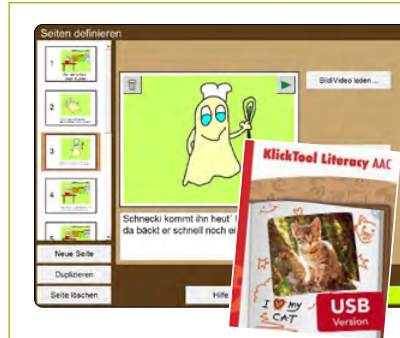 Seiten definieren
1
2
3
4
5
Bild/Video laden ...
Schnecki kommt ihn heut'
da bäckt er schnell noch ei
Neue Seite
Duplizieren
Seite löschen
Hilfe
KlickTool Literacy AAC
I my
CAT
USB
Version